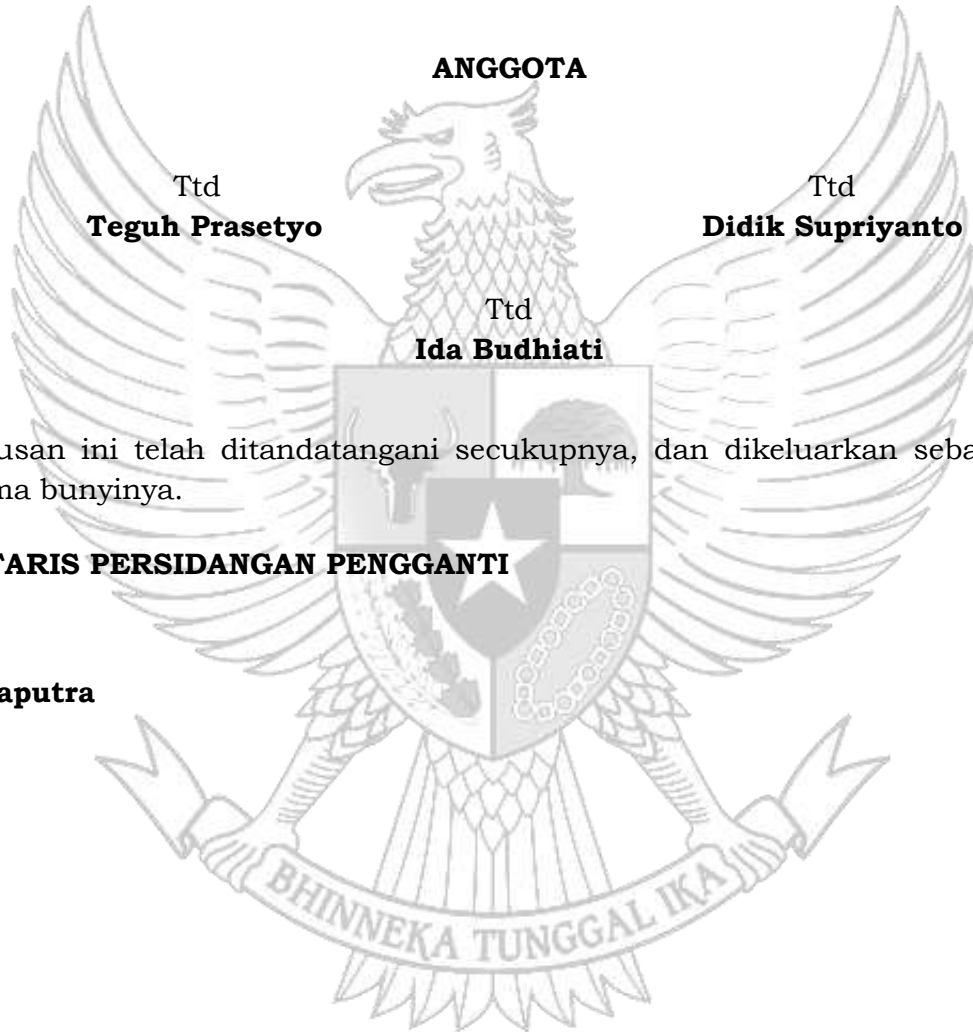 ANGGOTA
Ttd Ttd
Teguh Prasetyo Didik Supriyanto
Ttd
Ida Budhiati
usan ini telah ditandatangani secukupnya, dan dikeluarkan seba
na bunyinya.
TARIS PERSIDANGAN PENGGANTI
aputra
BHINNEKA TUNGGAL IKA